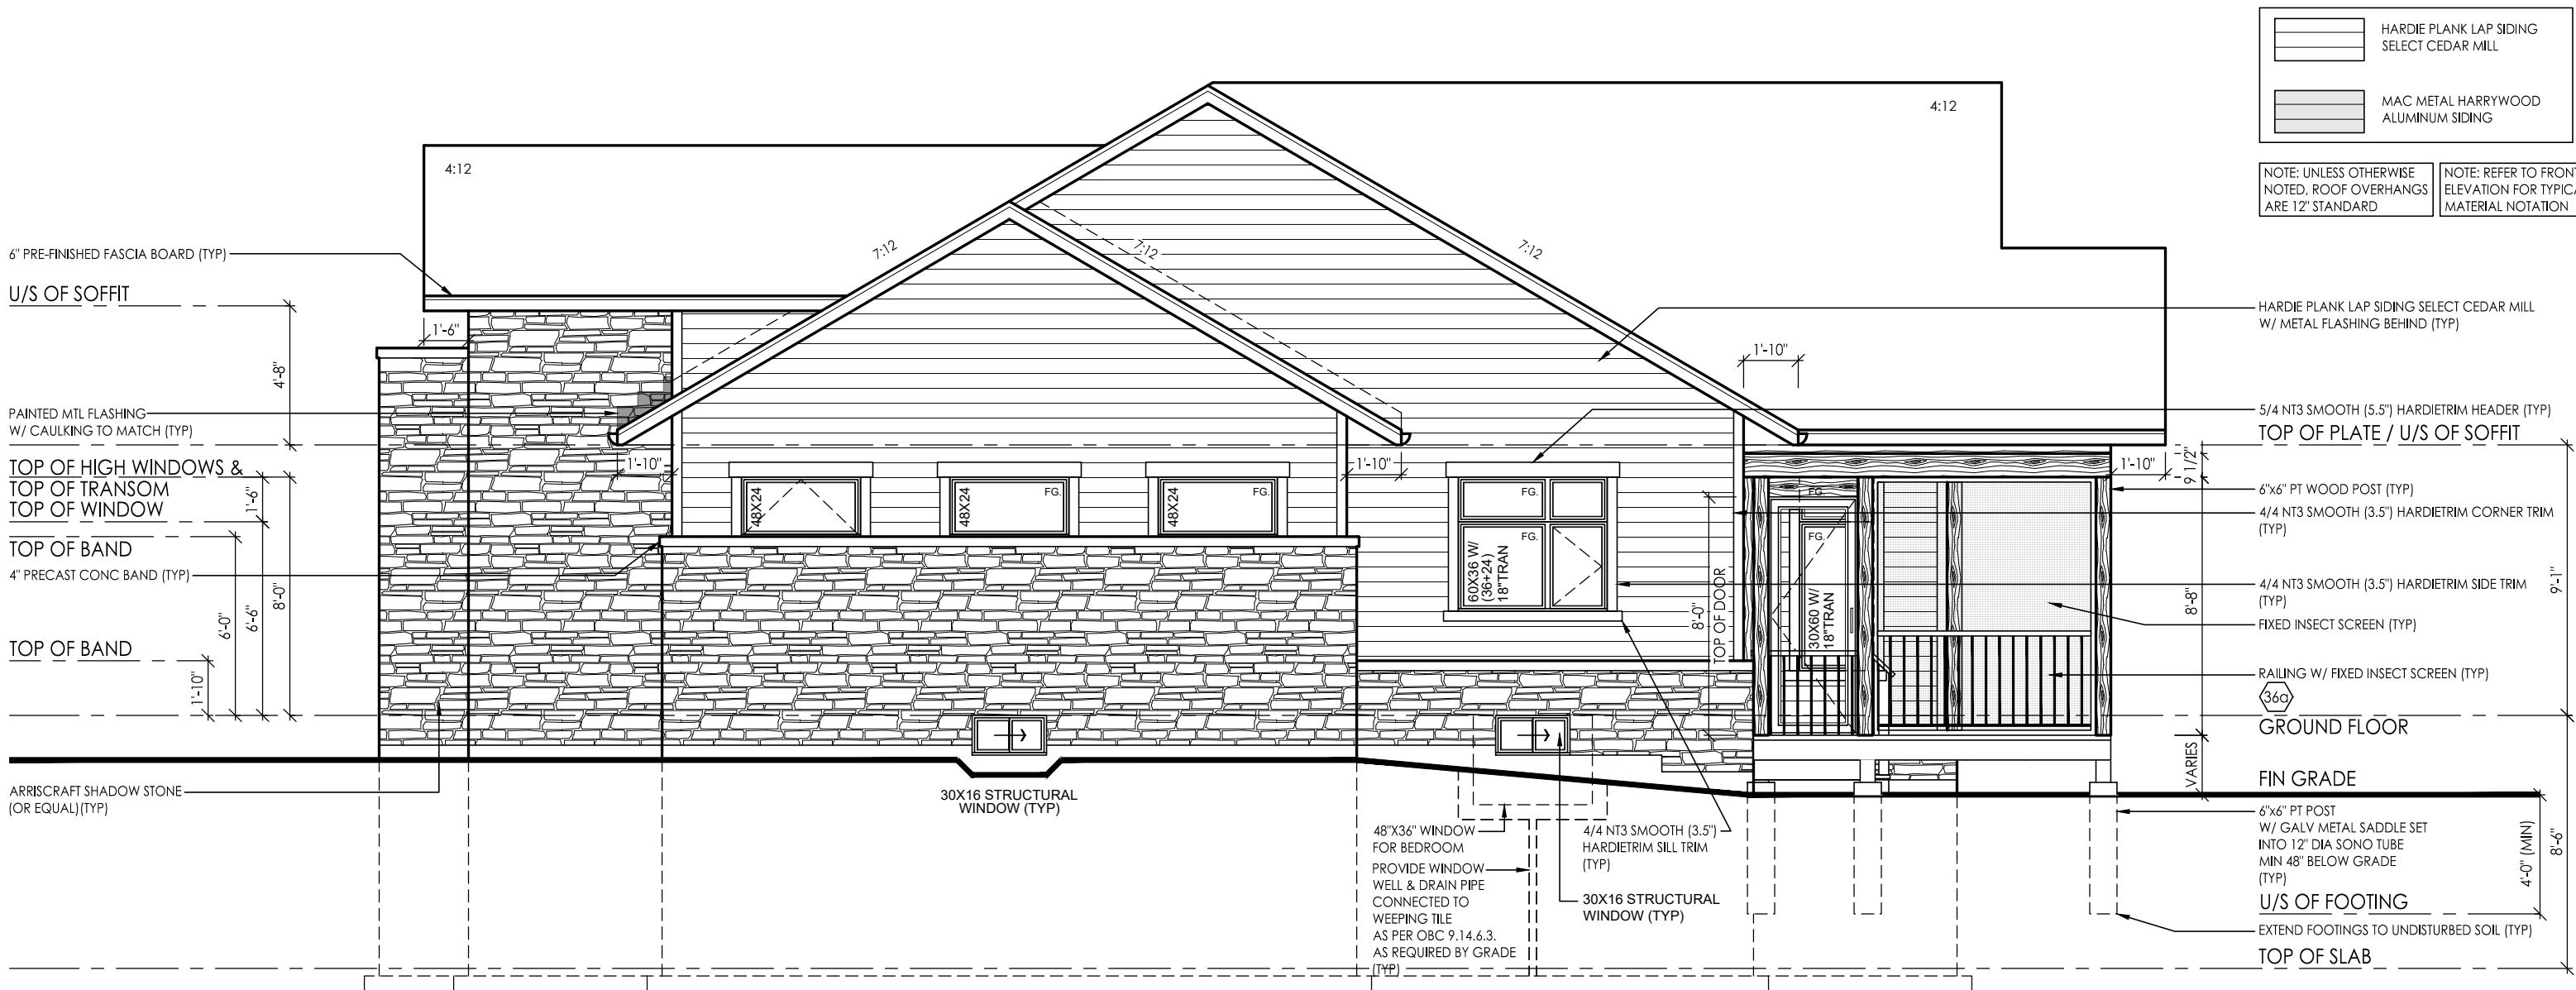 HARDIE PLANK LAP SIDING
SELECT CEDAR MILL
MAC METAL HARRYWOOD
ALUMINUM SIDING
NOTE: UNLESS OTHERWISE
NOTED, ROOF OVERHANGS
ARE 12" STANDARD
NOTE: REFER TO FRONT
ELEVATION FOR TYPICA
MATERIAL NOTATION
4:12
4:12
7:12
7:12
7:12
6" PRE-FINISHED FASCIA BOARD (TYP)
U/S OF SOFFIT
1'-6"
4'-8"
PAINTED MTL FLASHING
W/ CAULKING TO MATCH (TYP)
TOP OF HIGH WINDOWS &
TOP OF TRANSOM
TOP OF WINDOW
1'-6"
TOP OF BAND
4" PRECAST CONC BAND (TYP)
6'-0"
6'-6"
8'-0"
TOP OF BAND
1'-10"
ARRISCRAFT SHADOW STONE
(OR EQUAL)(TYP)
1'-10"
1'-10"
1'-10"
1'-10"
48X24
48X24
FG.
48X24
FG.
FG.
FG.
FG.
60X36 W/
(36+24)
18"TRAN
8'-0"
TOP OF DOOR
FG.
FG.
30X60 W/
18"TRAN
HARDIE PLANK LAP SIDING SELECT CEDAR MILL
W/ METAL FLASHING BEHIND (TYP)
5/4 NT3 SMOOTH (5.5") HARDIETRIM HEADER (TYP)
TOP OF PLATE / U/S OF SOFFIT
9 1/2"
6"x6" PT WOOD POST (TYP)
4/4 NT3 SMOOTH (3.5") HARDIETRIM CORNER TRIM
(TYP)
4/4 NT3 SMOOTH (3.5") HARDIETRIM SIDE TRIM
(TYP)
8'-8"
9'-1"
FIXED INSECT SCREEN (TYP)
RAILING W/ FIXED INSECT SCREEN (TYP)
36a
GROUND FLOOR
VARIES
FIN GRADE
6"x6" PT POST
W/ GALV METAL SADDLE SET
INTO 12" DIA SONO TUBE
MIN 48" BELOW GRADE
(TYP)
4'-0" (MIN)
8'-6"
U/S OF FOOTING
EXTEND FOOTINGS TO UNDISTURBED SOIL (TYP)
TOP OF SLAB
30X16 STRUCTURAL
WINDOW (TYP)
48"X36" WINDOW
FOR BEDROOM
PROVIDE WINDOW
WELL & DRAIN PIPE
CONNECTED TO
WEEPING TILE
AS PER OBC 9.14.6.3.
AS REQUIRED BY GRADE
(TYP)
4/4 NT3 SMOOTH (3.5")
HARDIETRIM SILL TRIM
(TYP)
30X16 STRUCTURAL
WINDOW (TYP)